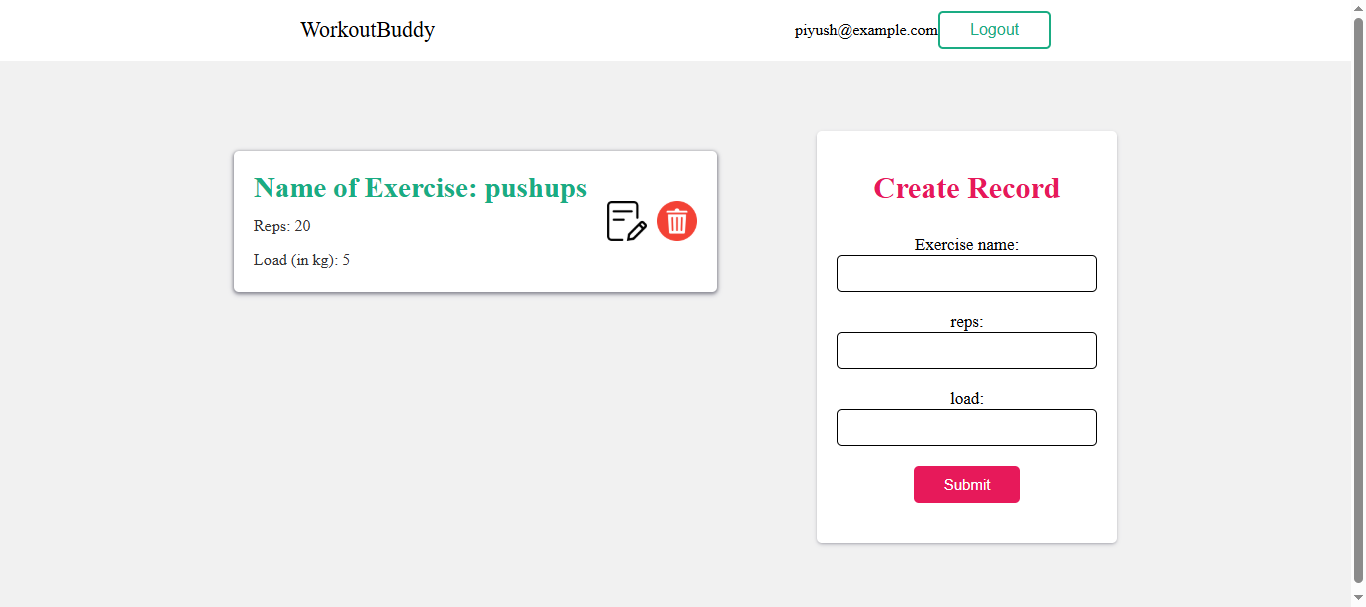 WorkoutBuddy
piyush@example.com Logout
Name of Exercise: pushups
Reps: 20
Load (in kg): 5
Create Record
Exercise name:
reps:
load:
Submit